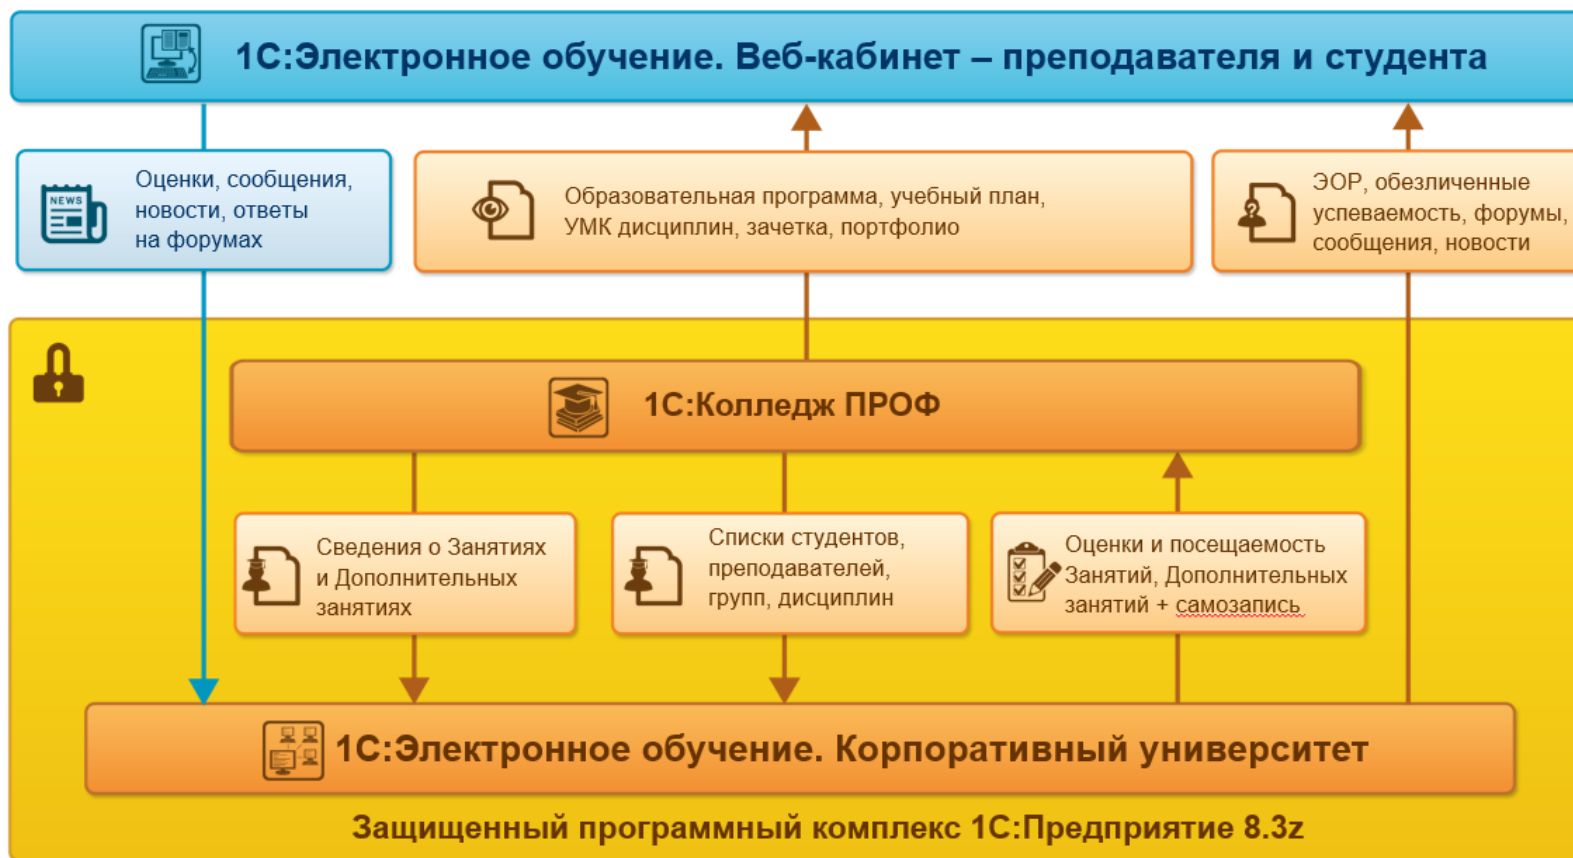 1С:Электронное обучение. Веб-кабинет – преподавателя и студента
NEWS
Оценки, сообщения,
новости, ответы
на форумах
Образовательная программа, учебный план,
УМК дисциплин, зачетка, портфолио
ЭОР, обезличенные
успеваемость, форумы,
сообщения, новости
1С:Колледж ПРОФ
Сведения о Занятиях
и Дополнительных
занятиях
Списки студентов,
преподавателей,
групп, дисциплин
Оценки и посещаемость
Занятий, Дополнительных
занятий + самозапись
1С:Электронное обучение. Корпоративный университет
Защищенный программный комплекс 1С:Предприятие 8.3z